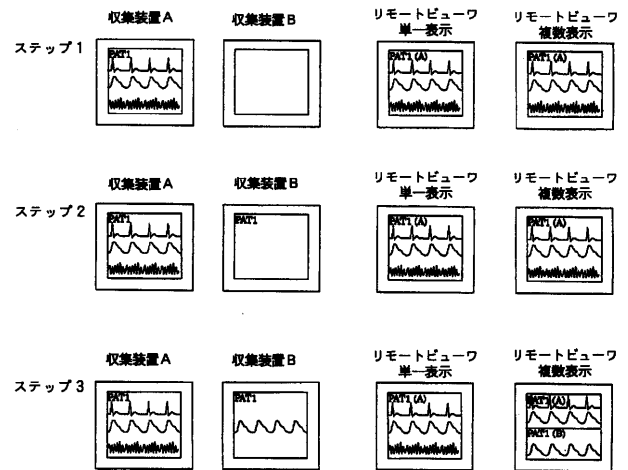 収集装置A
収集装置B
リモートビューワ
単一表示
リモートビューワ
複数表示
ステップ1
PAT1
PAT1 (A)
PAT1 (A)
収集装置A
収集装置B
リモートビューワ
単一表示
リモートビューワ
複数表示
ステップ2
PAT1
PAT1
PAT1 (A)
PAT1 (A)
収集装置A
収集装置B
リモートビューワ
単一表示
リモートビューワ
複数表示
ステップ3
PAT1
PAT1
PAT1 (A)
PAT1 (A)
PAT1 (B)